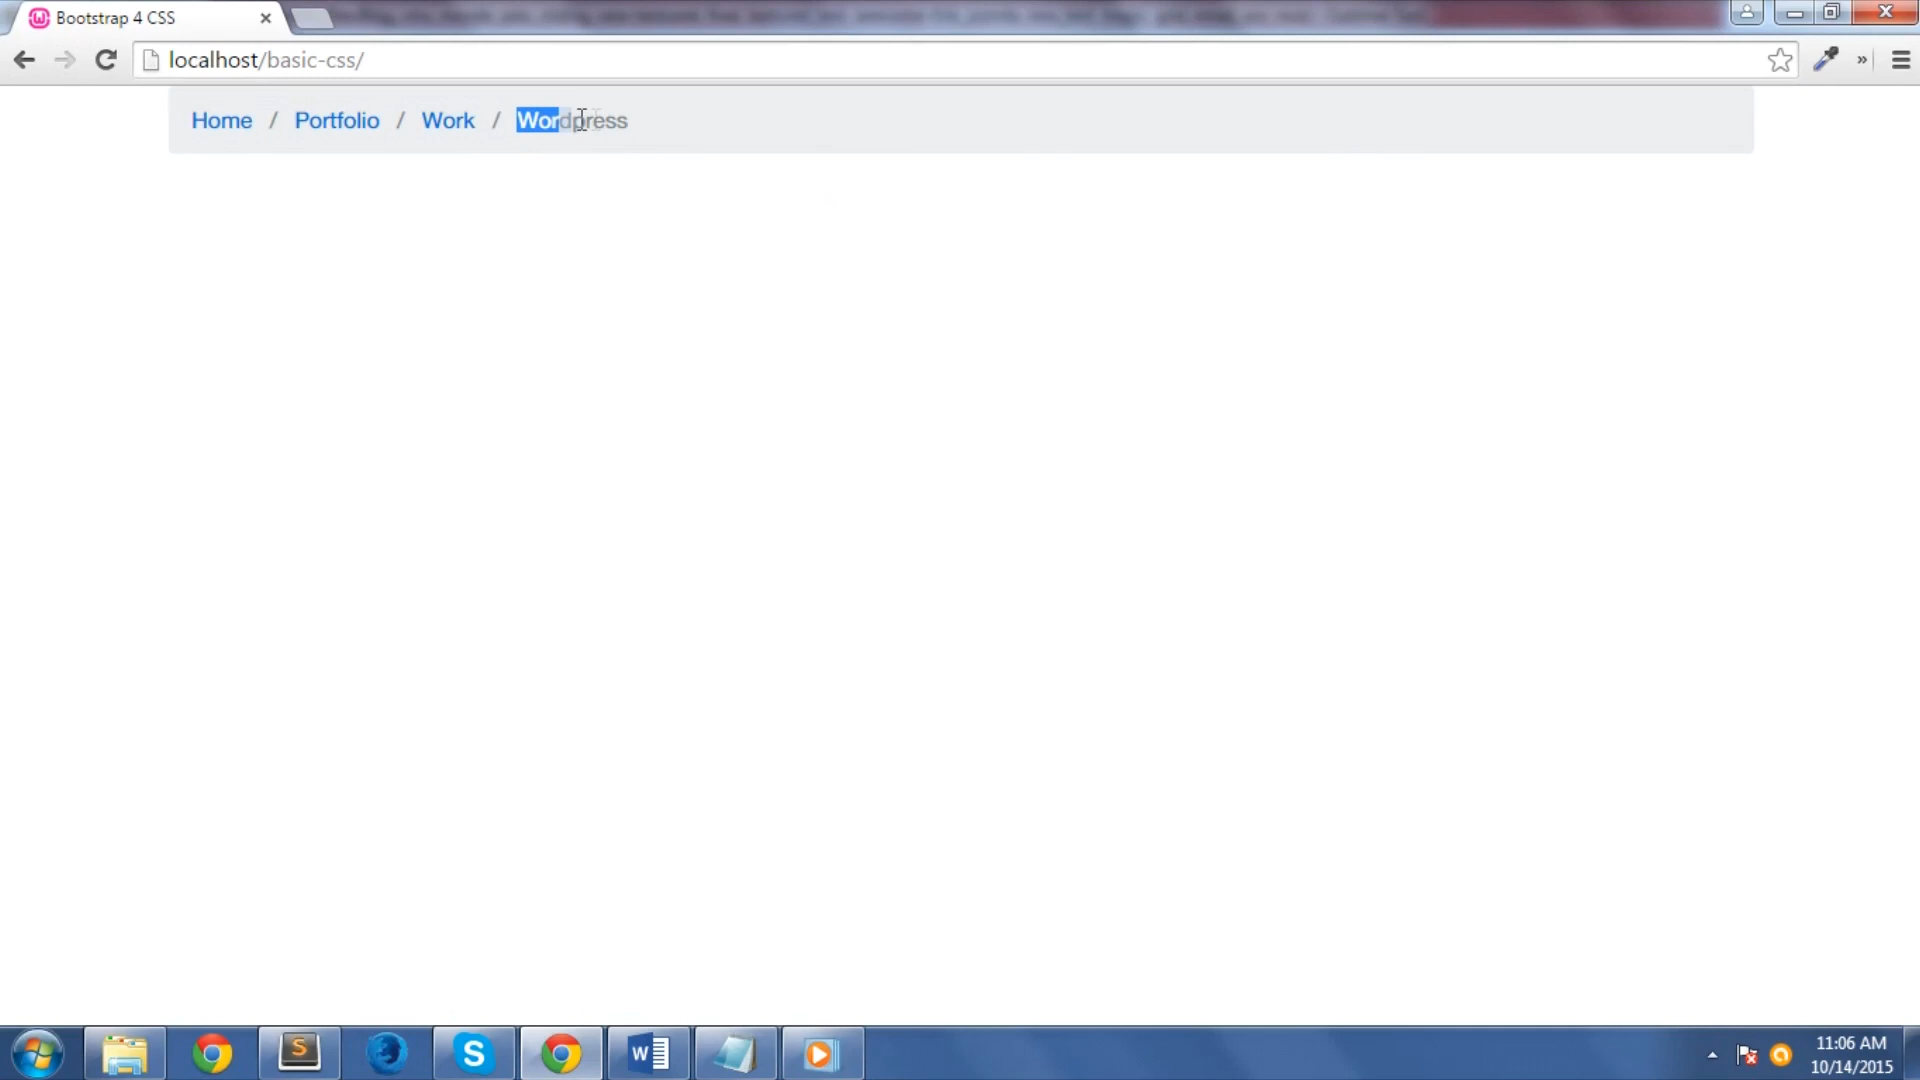 Bootstrap 4 CSS
localhost/basic-css/
Home / Portfolio / Work / Wordpress
11:06 AM
10/14/2015